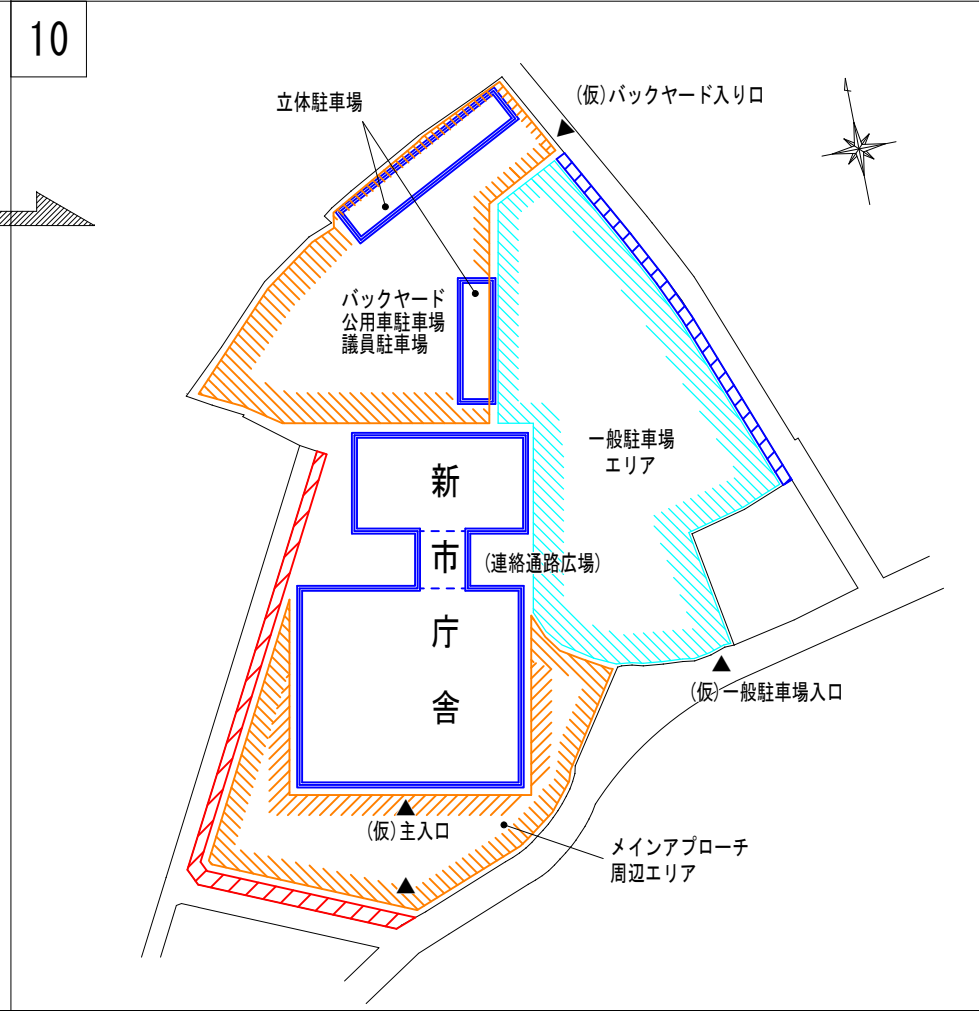 10
立体駐車場
(仮)バックヤード入り口
バックヤード
公用車駐車場
議員駐車場
一般駐車場
エリア
新
市
(連絡通路広場)
庁
舎
(仮)一般駐車場入口
(仮)主入口
メインアプローチ
周辺エリア